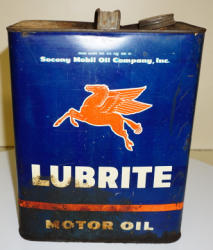 Socony Mobil Oil Company, Inc.
LUBRITE
MOTOR OIL